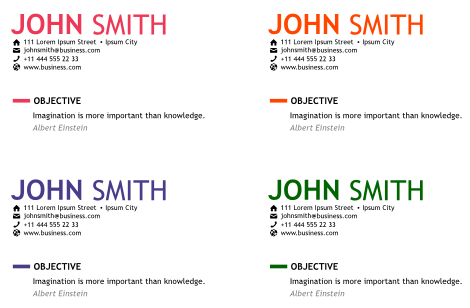 JOHN SMITH
111 Lorem Ipsum Street • Ipsum City
johnsmith@business.com
+11 444 555 22 33
www.business.com
OBJECTIVE
Imagination is more important than knowledge.
Albert Einstein
JOHN SMITH
111 Lorem Ipsum Street • Ipsum City
johnsmith@business.com
+11 444 555 22 33
www.business.com
OBJECTIVE
Imagination is more important than knowledge.
Albert Einstein
JOHN SMITH
111 Lorem Ipsum Street • Ipsum City
johnsmith@business.com
+11 444 555 22 33
www.business.com
OBJECTIVE
Imagination is more important than knowledge.
Albert Einstein
JOHN SMITH
111 Lorem Ipsum Street • Ipsum City
johnsmith@business.com
+11 444 555 22 33
www.business.com
OBJECTIVE
Imagination is more important than knowledge.
Albert Einstein